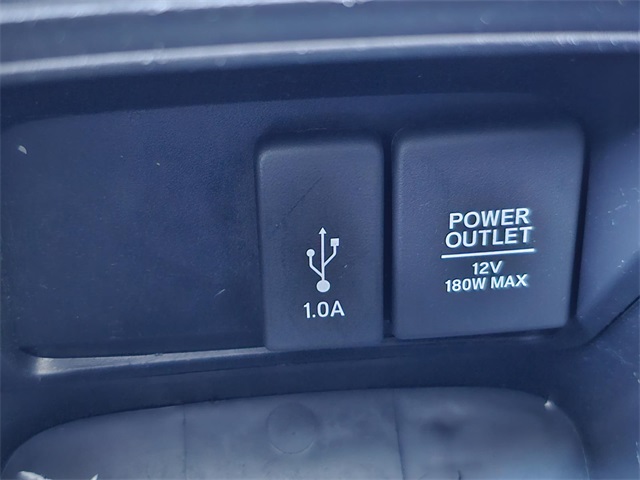 1.0A
POWER
OUTLET
12V
180W MAX